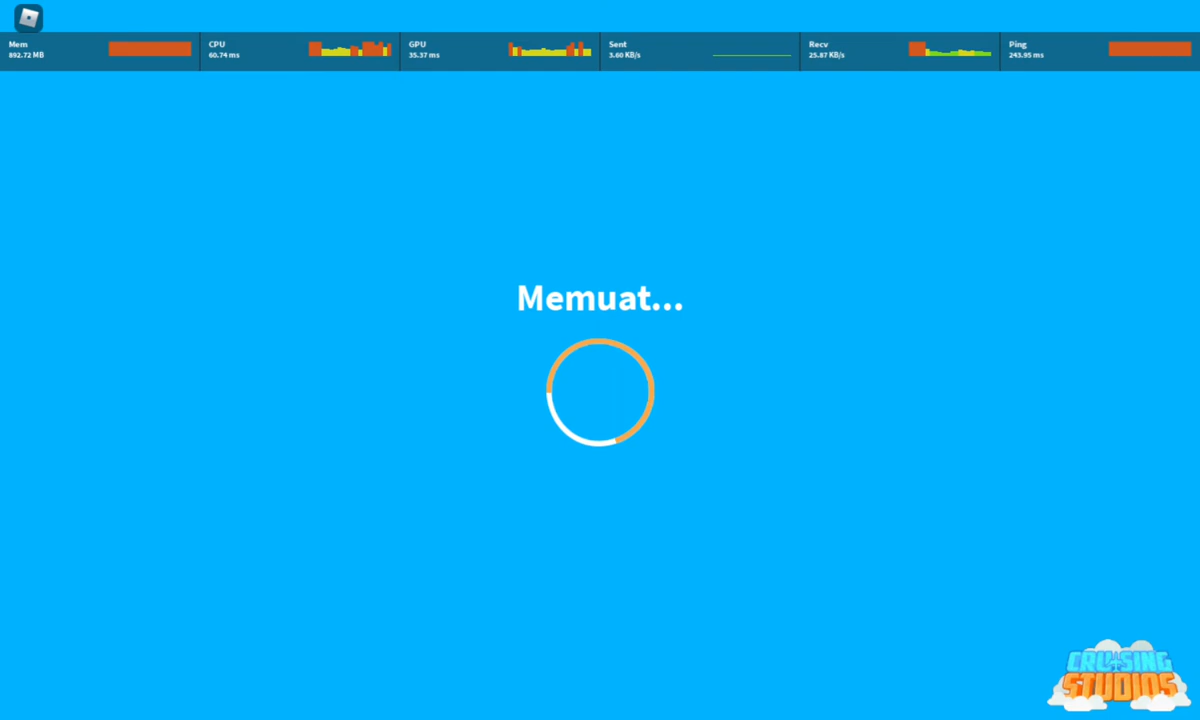 Mem
892.72 MB
CPU
60.74 ms
GPU
35.37 ms
Sent
3.60 KB/s
Recv
25.87 KB/s
Ping
243.95 ms
Memuat...
CRUISING
STUDIOS